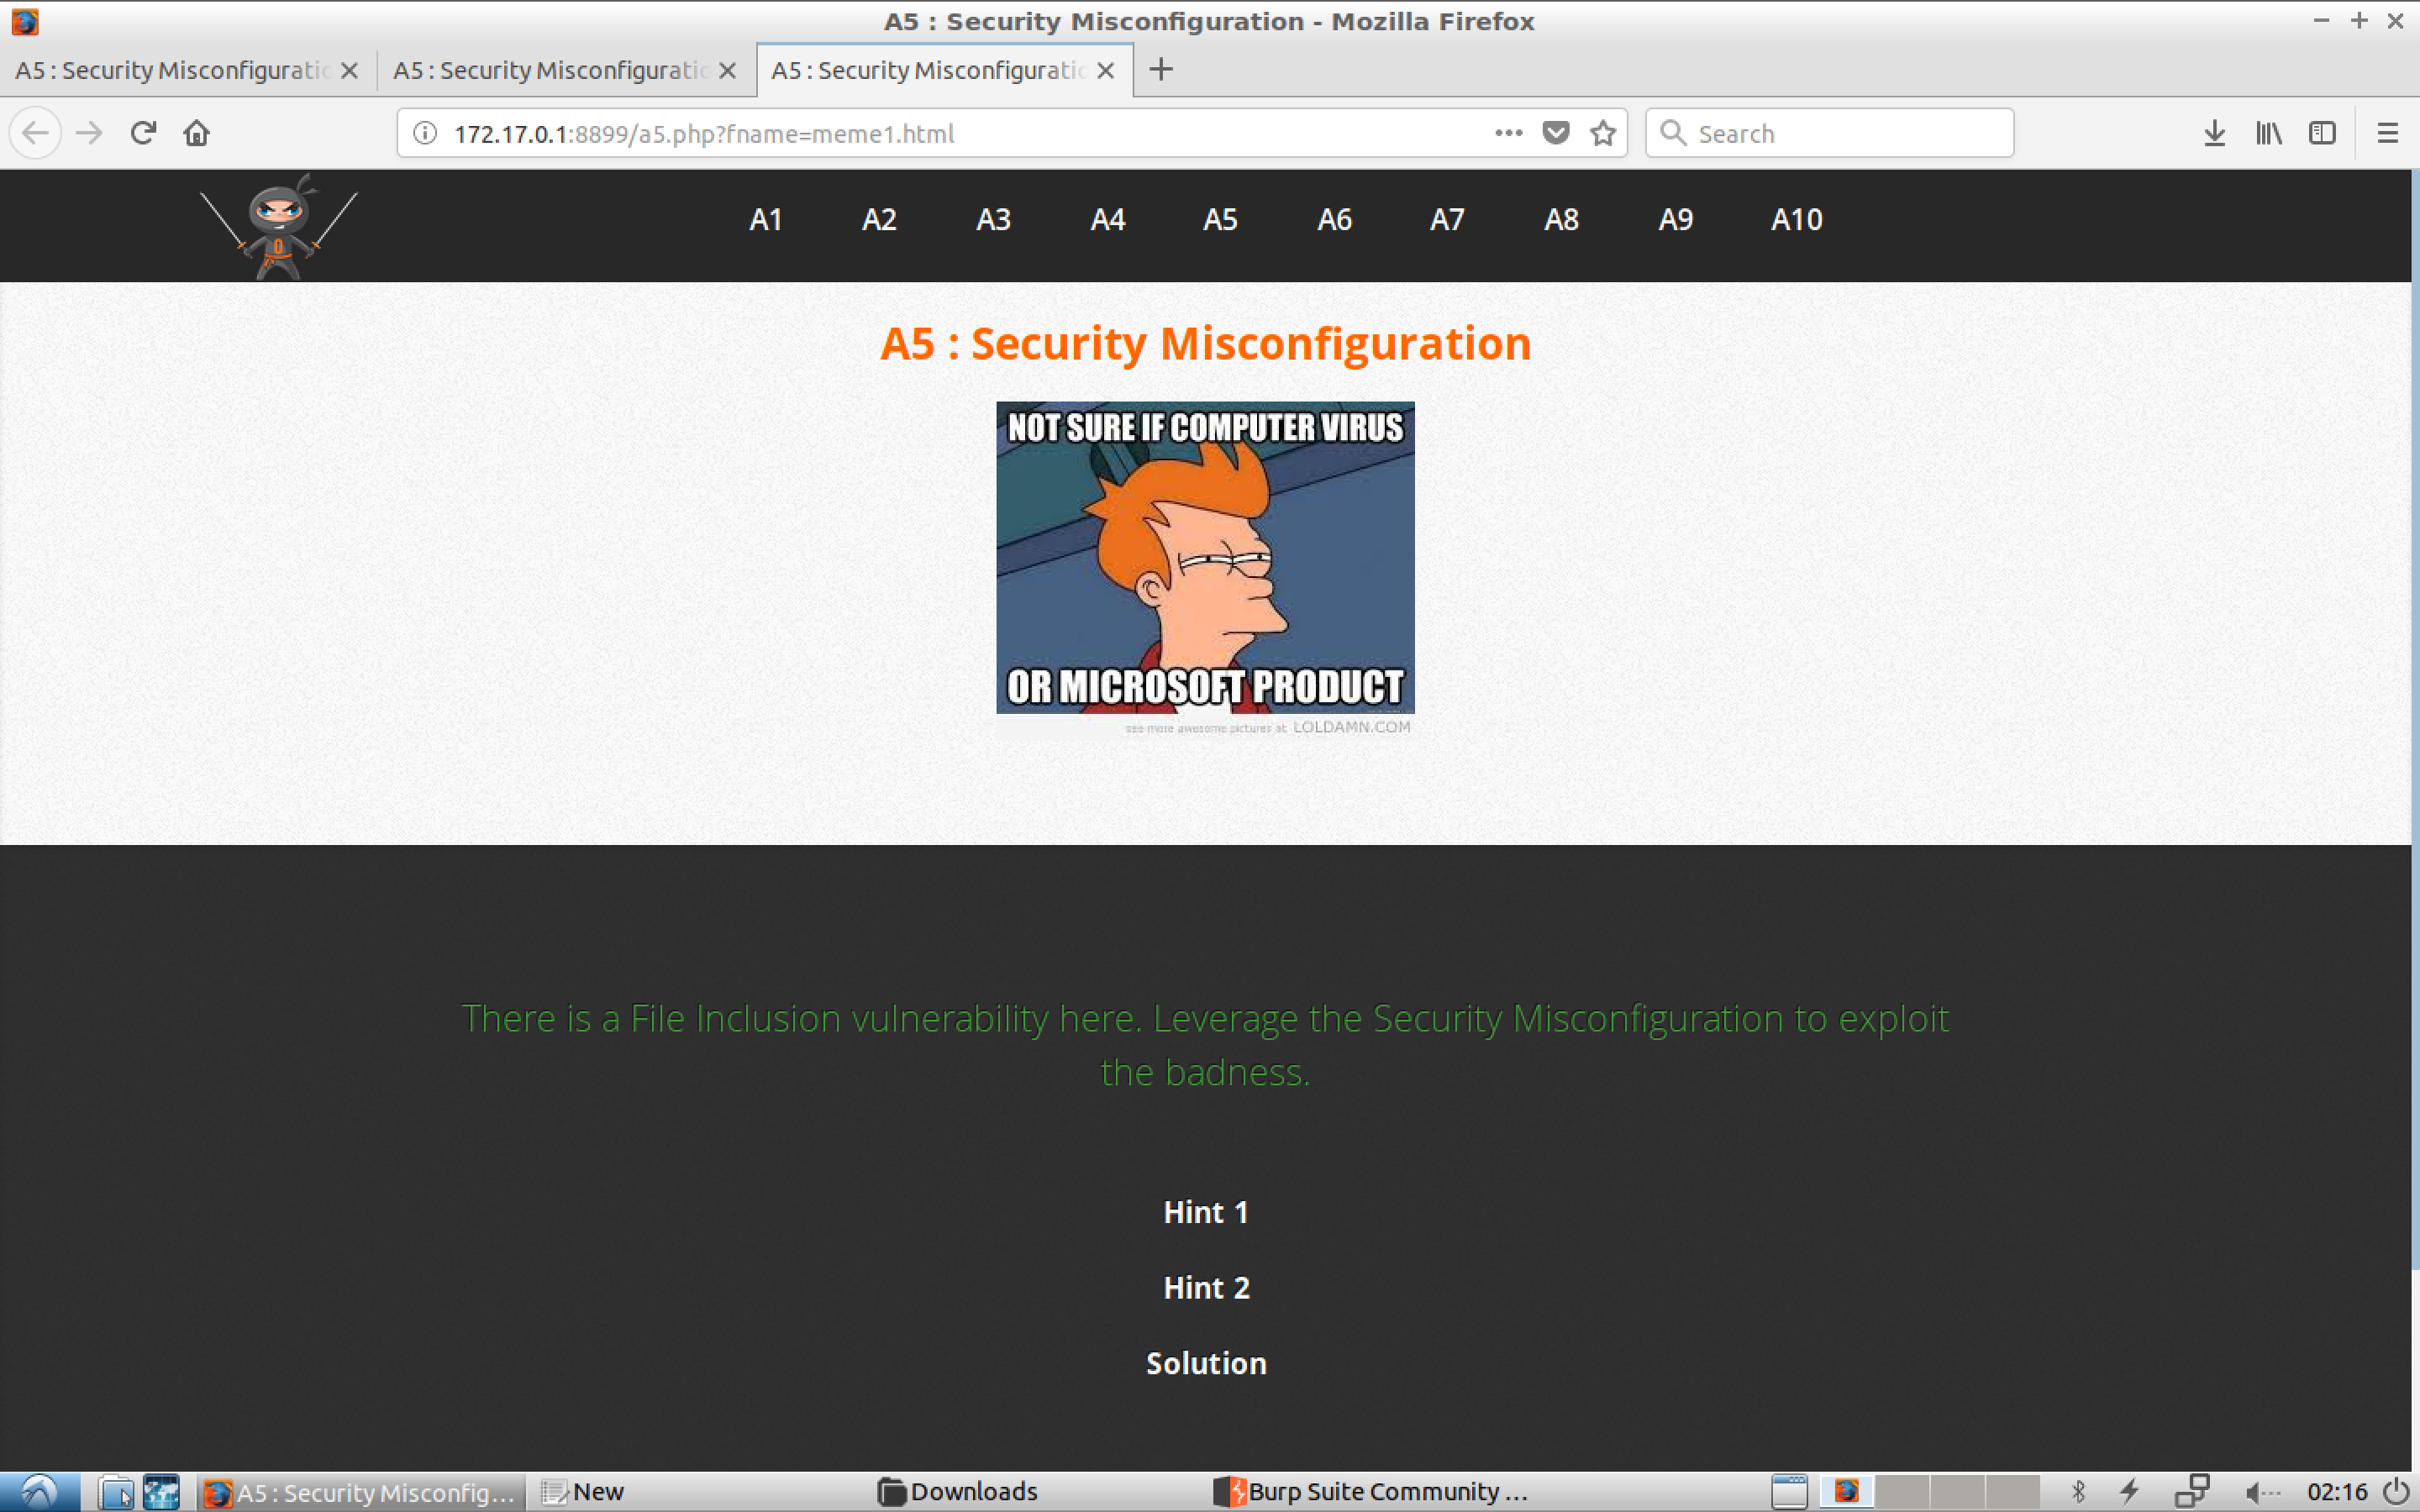 A5 : Security Misconfiguration - Mozilla Firefox
A5 : Security Misconfiguratic
A5 : Security Misconfiguratic
A5 : Security Misconfiguratic
172.17.0.1:8899/a5.php?fname=meme1.html
Search
A1 A2 A3 A4 A5 A6 A7 A8 A9 A10
A5 : Security Misconfiguration
NOT SURE IF COMPUTER VIRUS
OR MICROSOFT PRODUCT
see more awesome pictures at LOLDAMN.COM
There is a File Inclusion vulnerability here. Leverage the Security Misconfiguration to exploit
the badness.
Hint 1
Hint 2
Solution
A5 : Security Misconfig... New Downloads Burp Suite Community ... 02:16